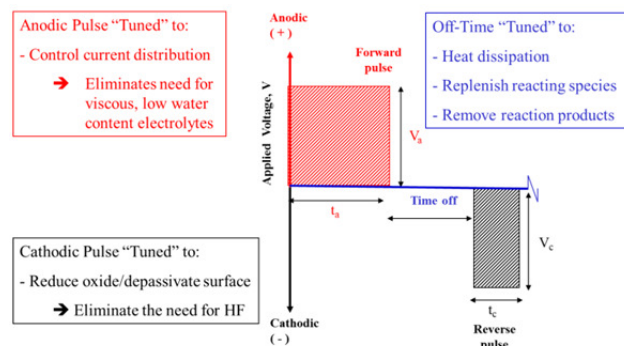 Anodic Pulse “Tuned” to:
- Control current distribution
➔ Eliminates need for
viscous, low water
content electrolytes
Anodic
( + )
Forward
pulse
Off-Time “Tuned” to:
- Heat dissipation
- Replenish reacting species
- Remove reaction products
Applied Voltage, V
Va
ta
Time off
Cathodic Pulse “Tuned” to:
- Reduce oxide/depassivate surface
➔ Eliminate the need for HF
Vc
tc
Cathodic
( - )
Reverse
pulse